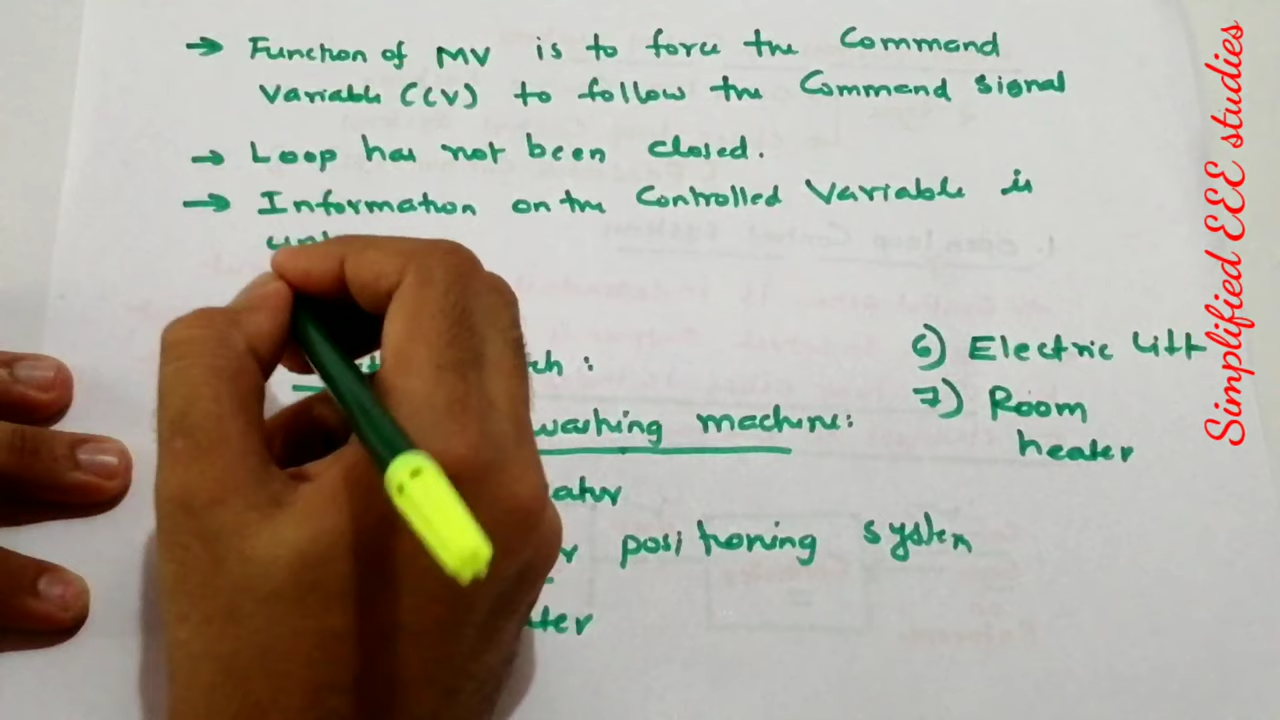 → Function of MV is to force the Command
Variable (CV) to follow the Command signal
→ Loop has not been closed.
→ Information on the Controlled Variable is
6) Electric lift
7) Room
heater
washing machine:
positioning system
Simplified EEE studies